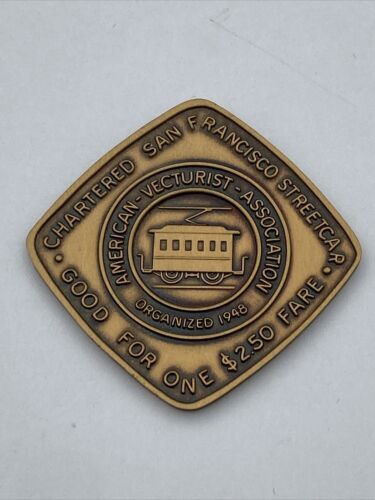 CHARTERED SAN FRANCISCO STREETCAR
· GOOD FOR ONE $2.50 FARE ·
AMERICAN-VECTURIST-ASSOCIATION
ORGANIZED 1948